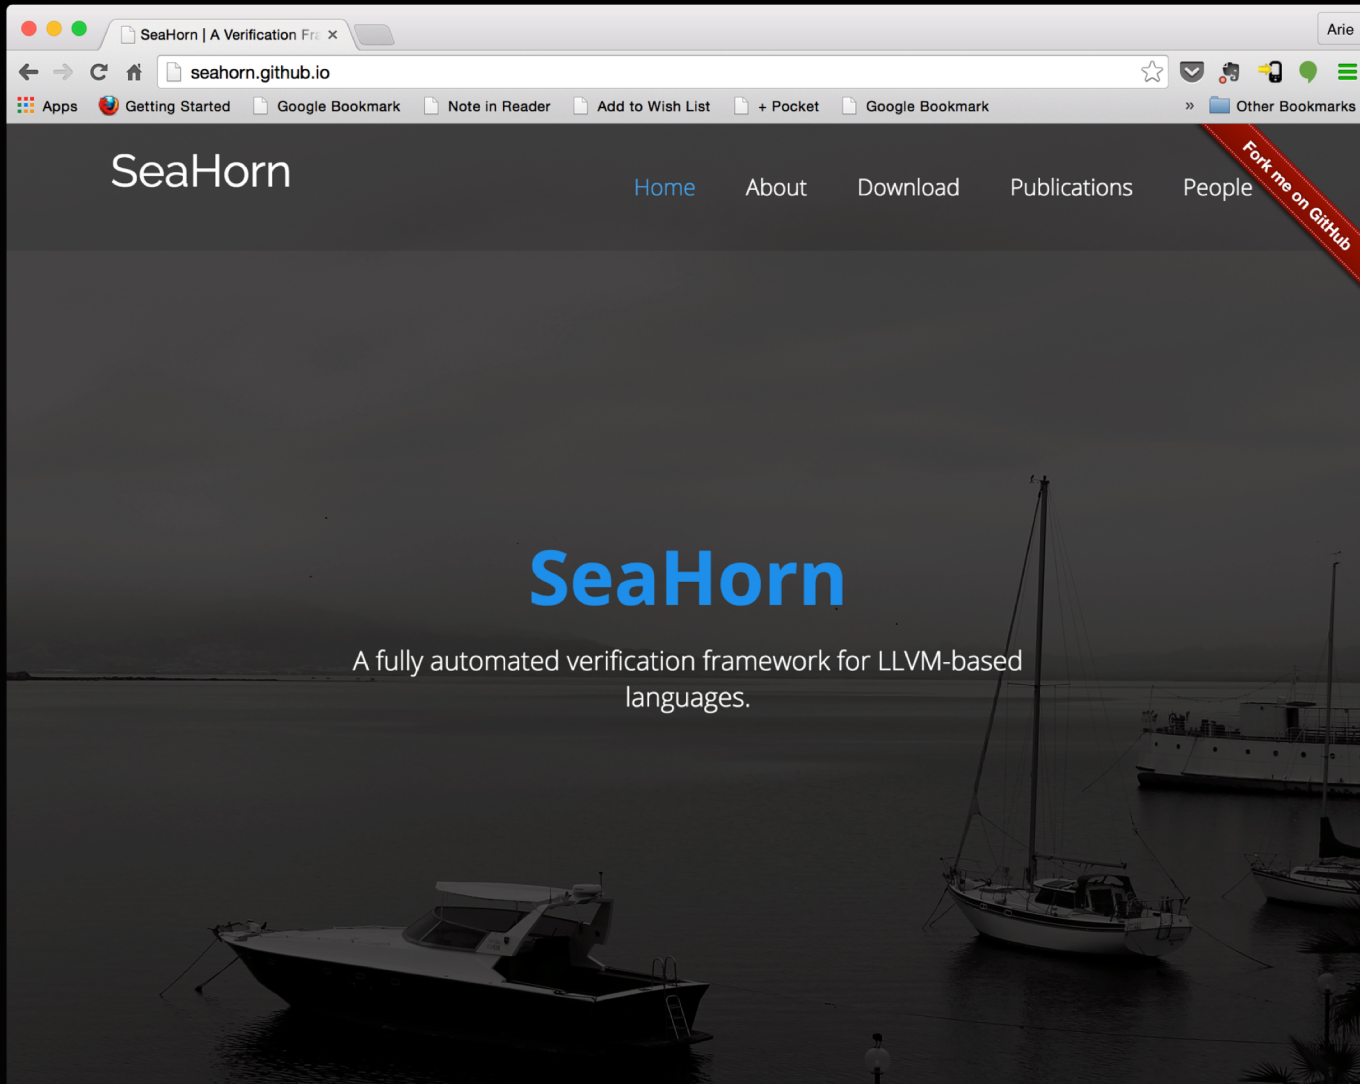 SeaHorn | A Verification Fra
Arie
seahorn.github.io
Apps
Getting Started
Google Bookmark
Note in Reader
Add to Wish List
+ Pocket
Google Bookmark
»
Other Bookmarks
SeaHorn
Home
About
Download
Publications
People
Fork me on GitHub
SeaHorn
A fully automated verification framework for LLVM-based
languages.